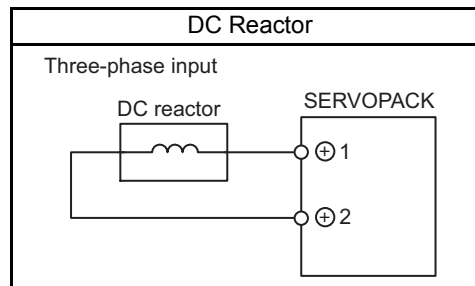 DC Reactor
Three-phase input
DC reactor
SERVOPACK
⊕1
⊕2